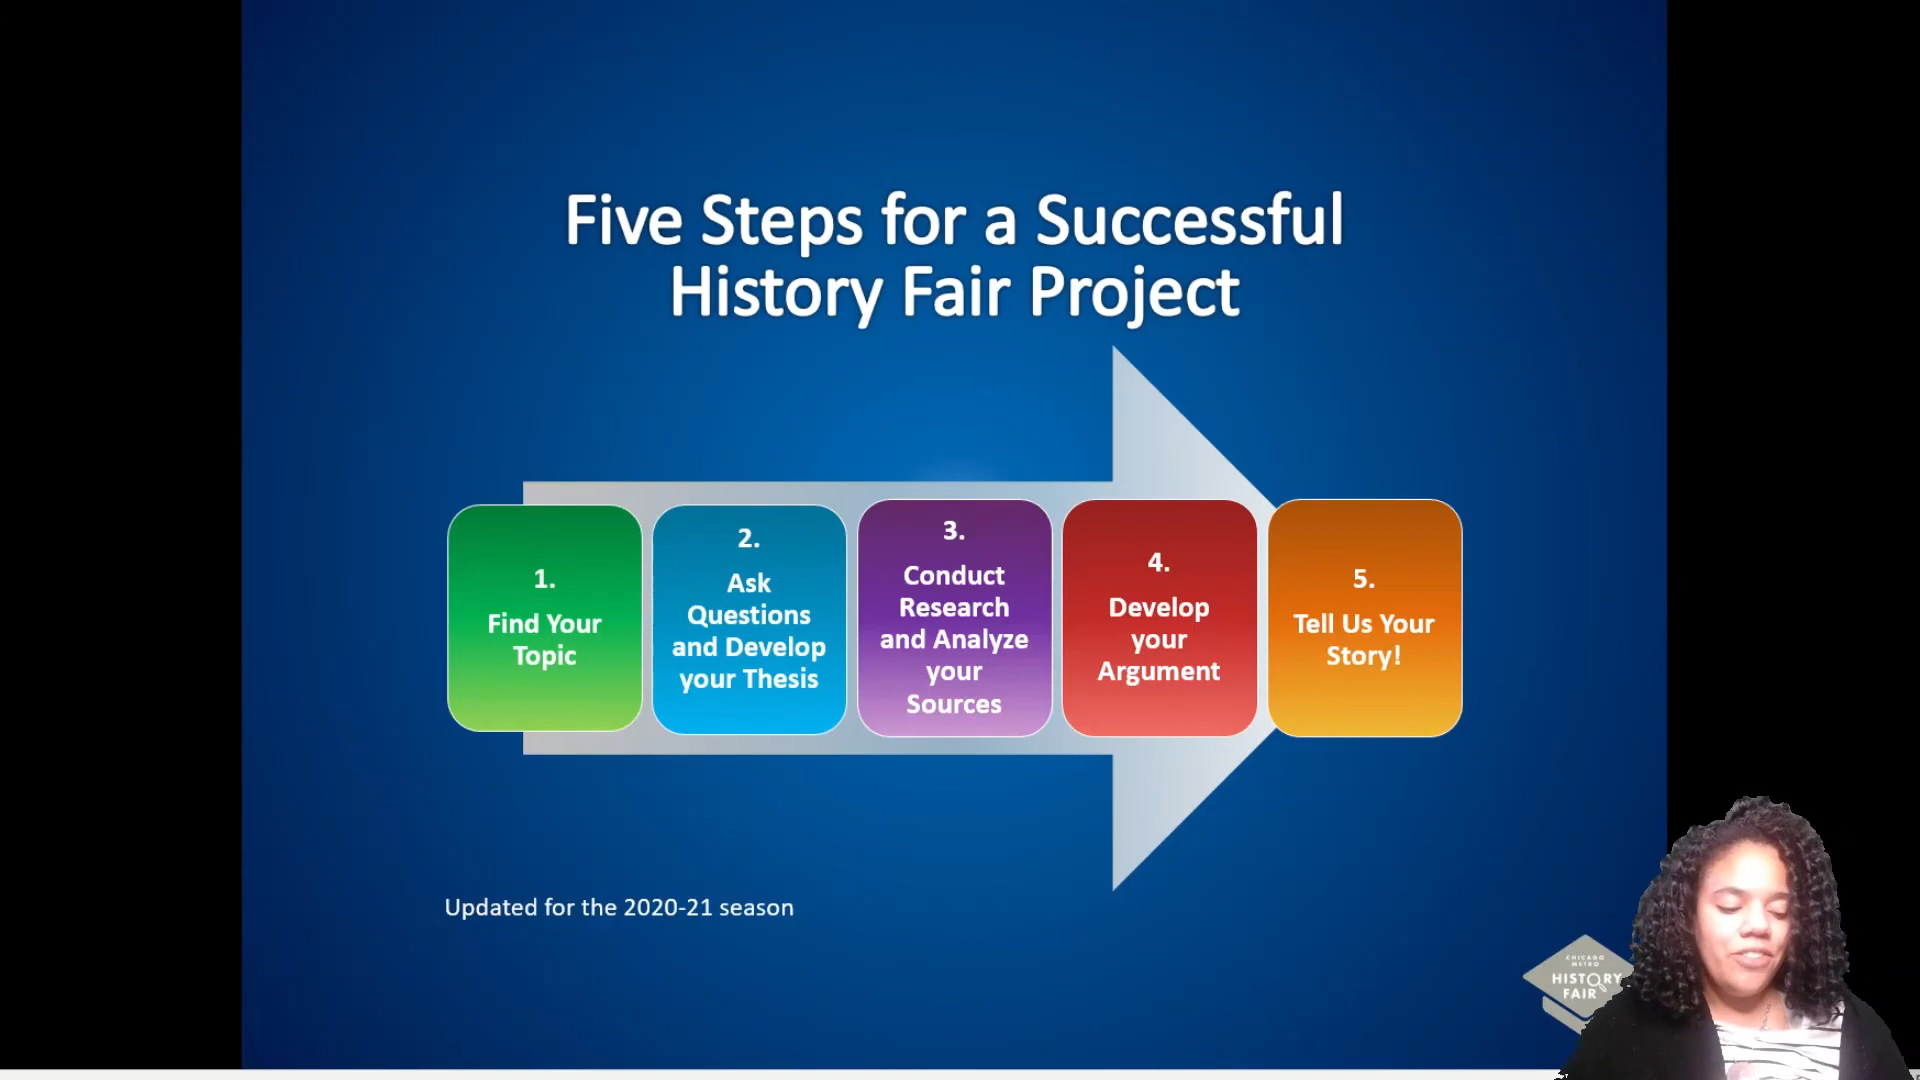 Five Steps for a Successful
History Fair Project
1.
Find Your
Topic
2.
Ask
Questions
and Develop
your Thesis
3.
Conduct
Research
and Analyze
your
Sources
4.
Develop
your
Argument
5.
Tell Us Your
Story!
Updated for the 2020-21 season
CHICAGO
METRO
HISTORY
FAIR